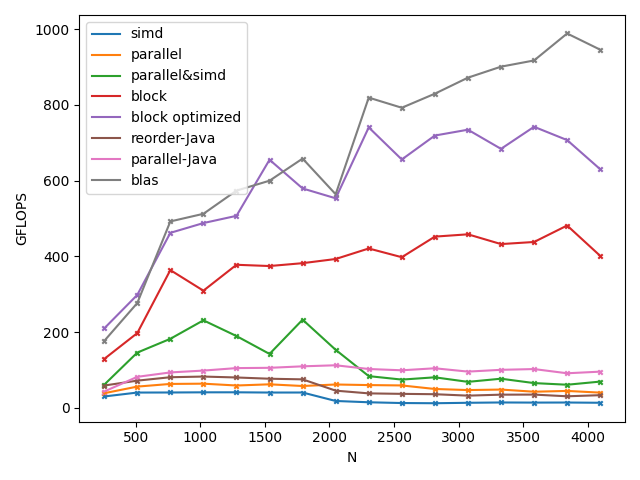 simd
parallel
parallel&simd
block
block optimized
reorder-Java
parallel-Java
blas
GFLOPS
1000
800
600
400
200
0
500
1000
1500
2000
2500
3000
3500
4000
N